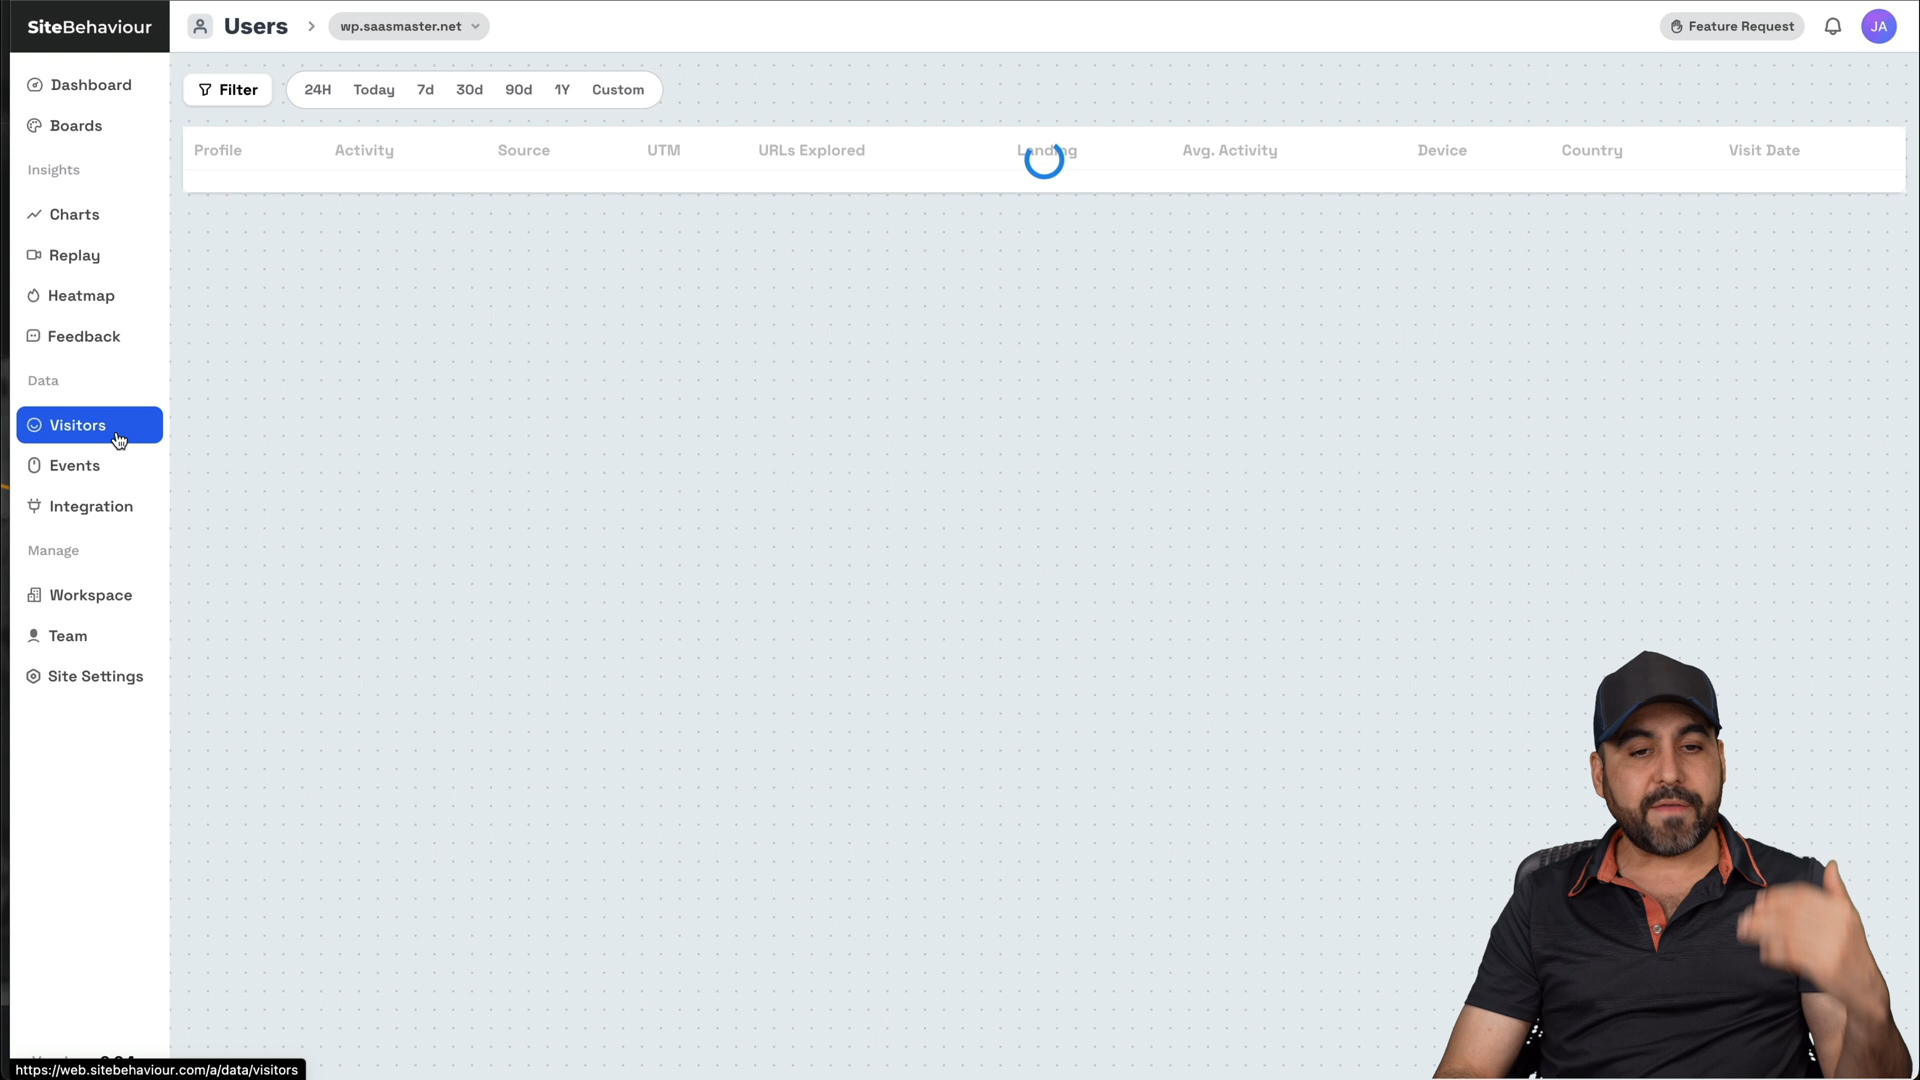 SiteBehaviour
Users > wp.saasmaster.net
Feature Request
JA
Dashboard
Boards
Insights
Charts
Replay
Heatmap
Feedback
Data
Visitors
Events
Integration
Manage
Workspace
Team
Site Settings
Filter
24H Today 7d 30d 90d 1Y Custom
Profile Activity Source UTM URLs Explored Landing Avg. Activity Device Country Visit Date
https://web.sitebehaviour.com/a/data/visitors